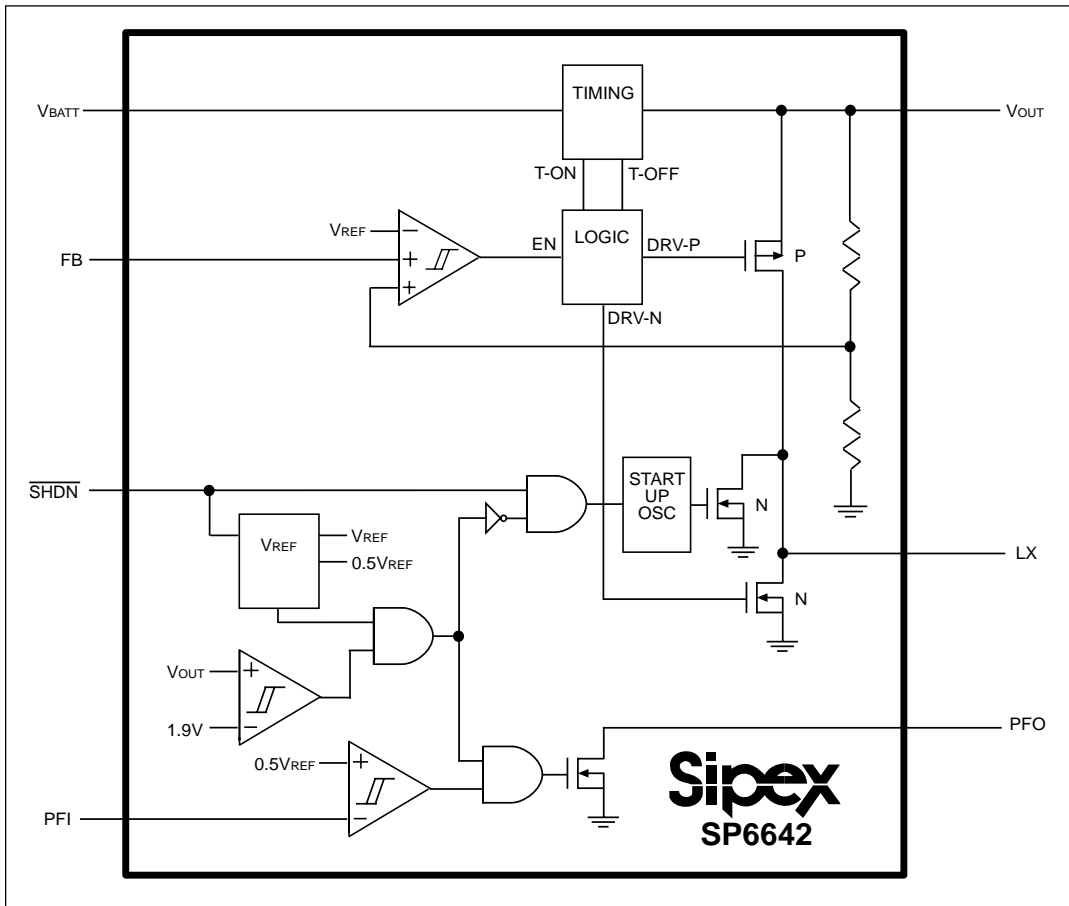 TIMING
VBATT
VOUT
T-ON T-OFF
VREF
−
FB
+
+
EN
LOGIC
DRV-P
P
DRV-N
SHDN
START
UP
OSC
N
VREF
VREF
0.5VREF
LX
N
VOUT
+
1.9V
−
PFO
0.5VREF
+
PFI
−
Sipex
SP6642